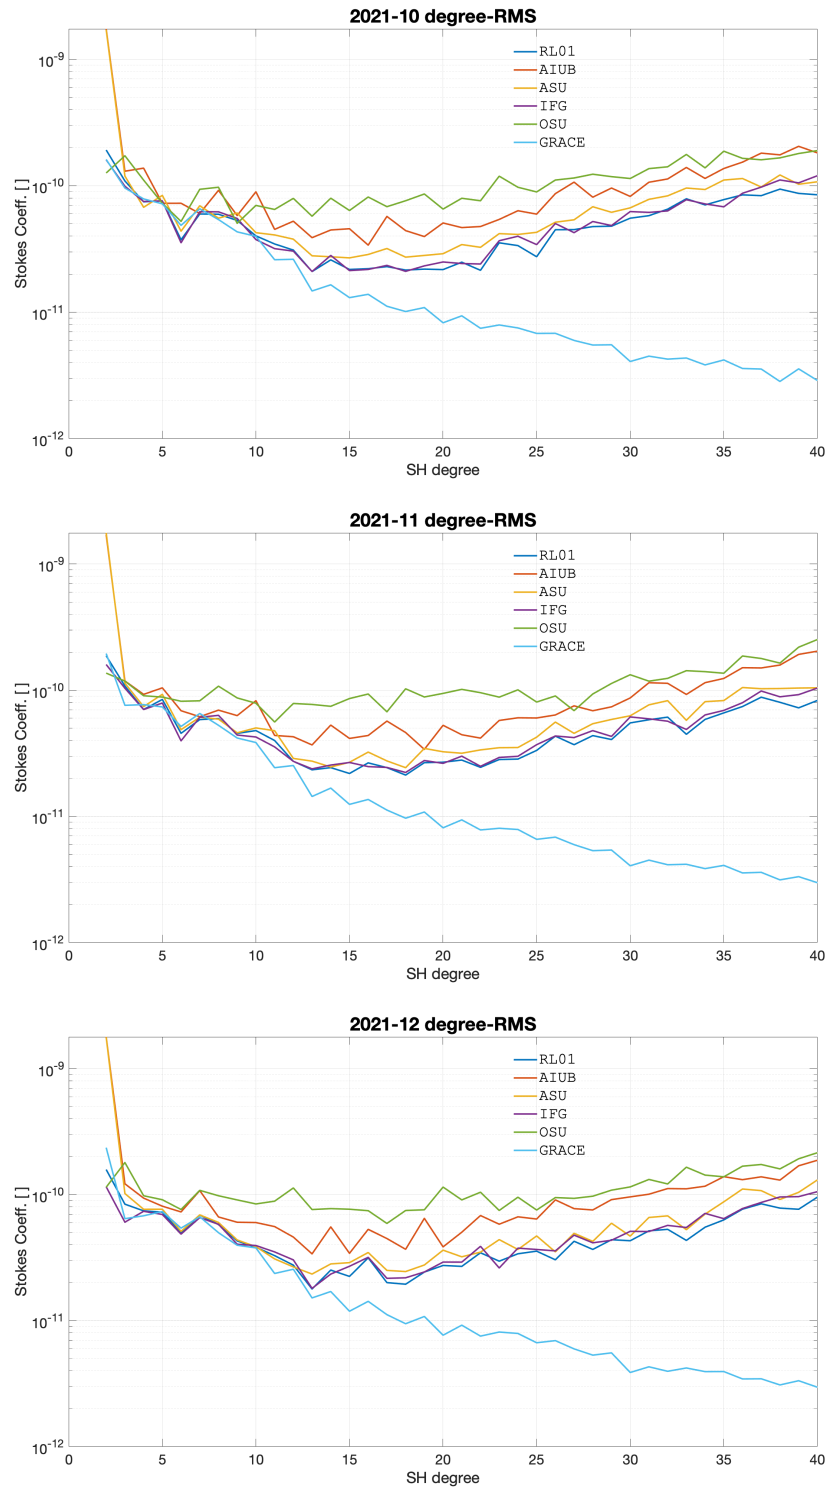 2021-10 degree-RMS
RL01
AIUB
ASU
IFG
OSU
GRACE
Stokes Coeff. [ ]
10-9
10-10
10-11
10-12
0 5 10 15 20 25 30 35 40
SH degree
2021-11 degree-RMS
RL01
AIUB
ASU
IFG
OSU
GRACE
Stokes Coeff. [ ]
10-9
10-10
10-11
10-12
0 5 10 15 20 25 30 35 40
SH degree
2021-12 degree-RMS
RL01
AIUB
ASU
IFG
OSU
GRACE
Stokes Coeff. [ ]
10-9
10-10
10-11
10-12
0 5 10 15 20 25 30 35 40
SH degree